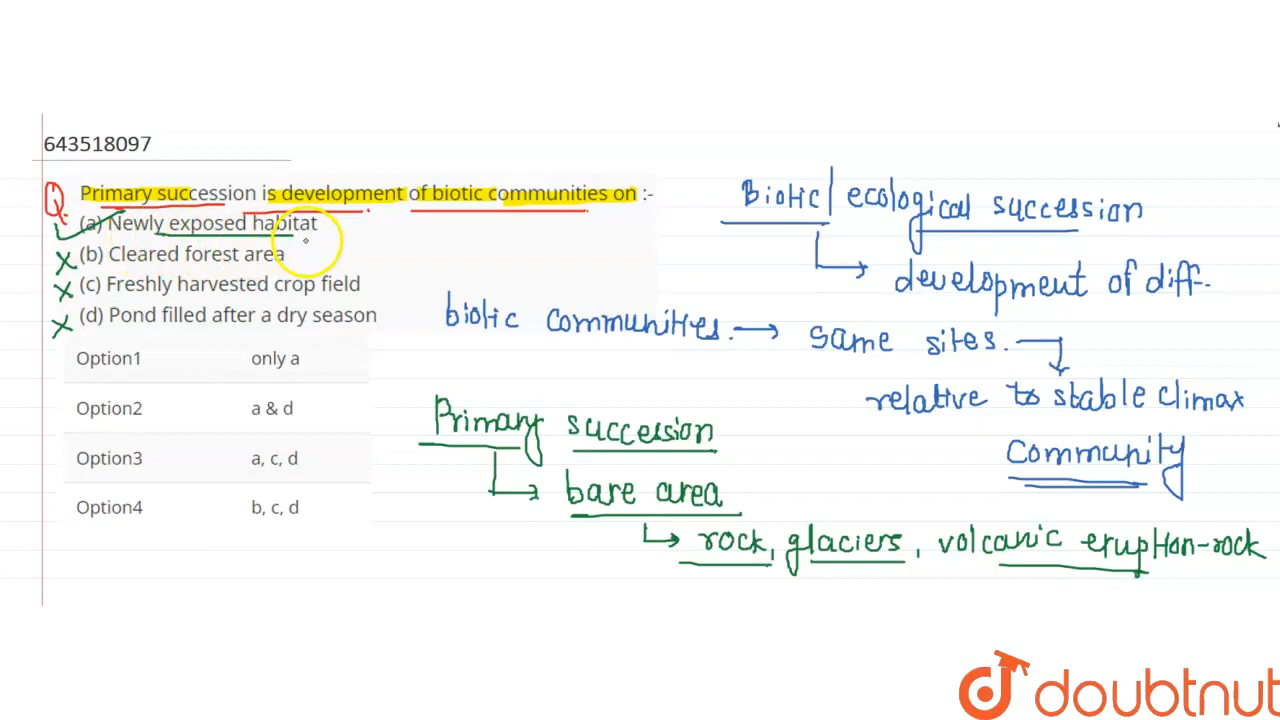 643518097
Q. Primary succession is development of biotic communities on :-
(a) Newly exposed habitat
(b) Cleared forest area
(c) Freshly harvested crop field
(d) Pond filled after a dry season
Option1 only a
Option2 a & d
Option3 a, c, d
Option4 b, c, d
Biotic/ ecological succession
development of diff.
biotic communities. → same sites.
relative to stable climax
community
Primary succession
bare area
rock, glaciers, volcanic eruption-rock
doubtnut